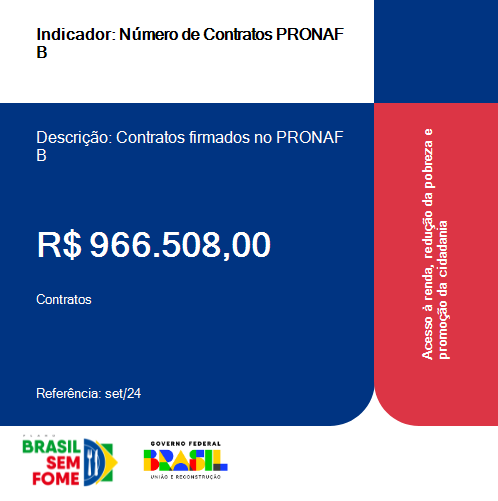 Indicador: Número de Contratos PRONAF
B
Descrição: Contratos firmados no PRONAF
B
R$ 966.508,00
Contratos
Referência: set/24
Acesso à renda, redução da pobreza e
promoção da cidadania
PLANO
BRASIL
SEM
FOME
GOVERNO FEDERAL
BRASIL
UNIÃO E RECONSTRUÇÃO